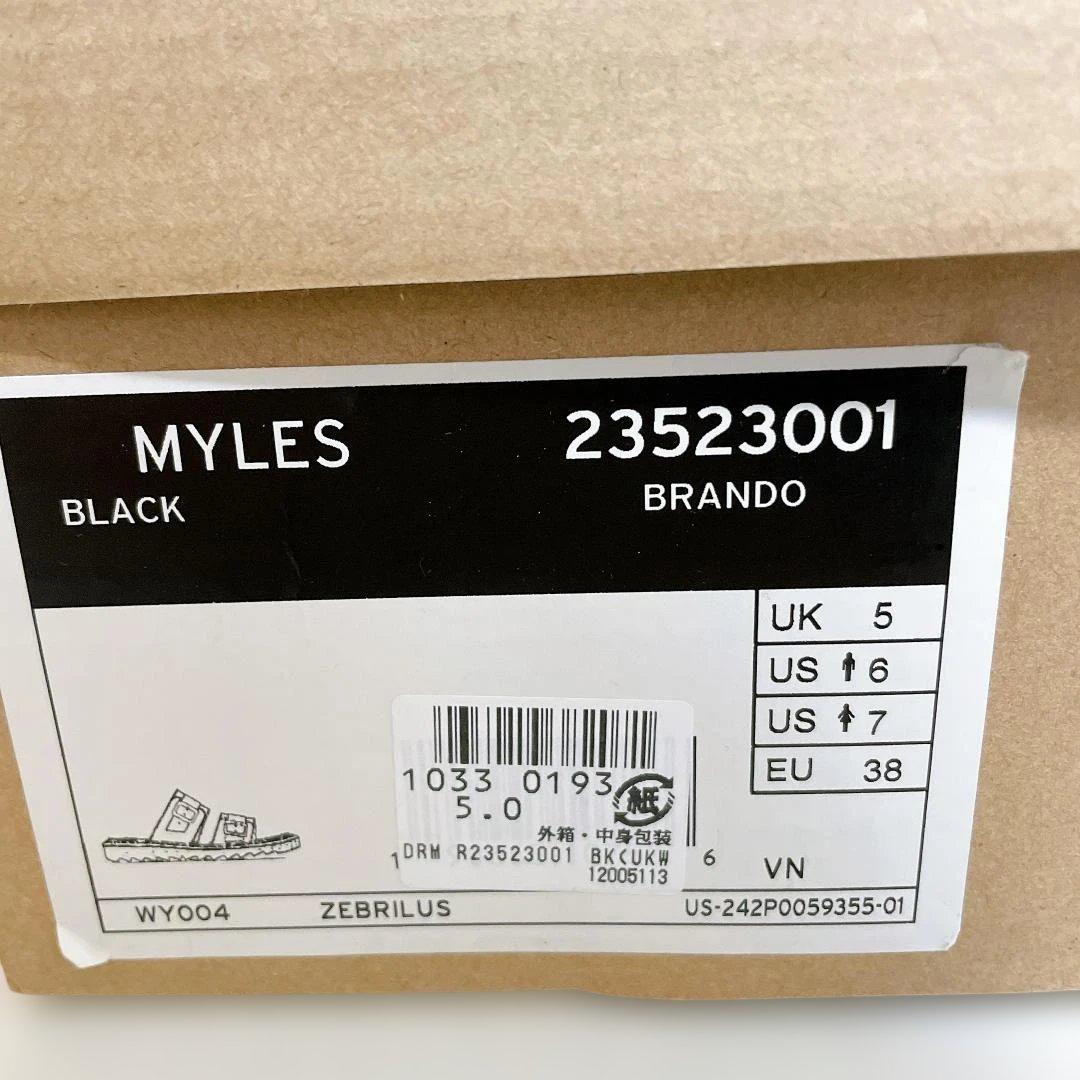 MYLES 23523001
BLACK BRANDO
UK 5
US 6
US 7
EU 38
1033 0193
5.0
紙
外箱・中身包装
DRM R23523001 BK(UKW
12005113
1 6 VN
WY004 ZEBRILUS US-242P0059355-01